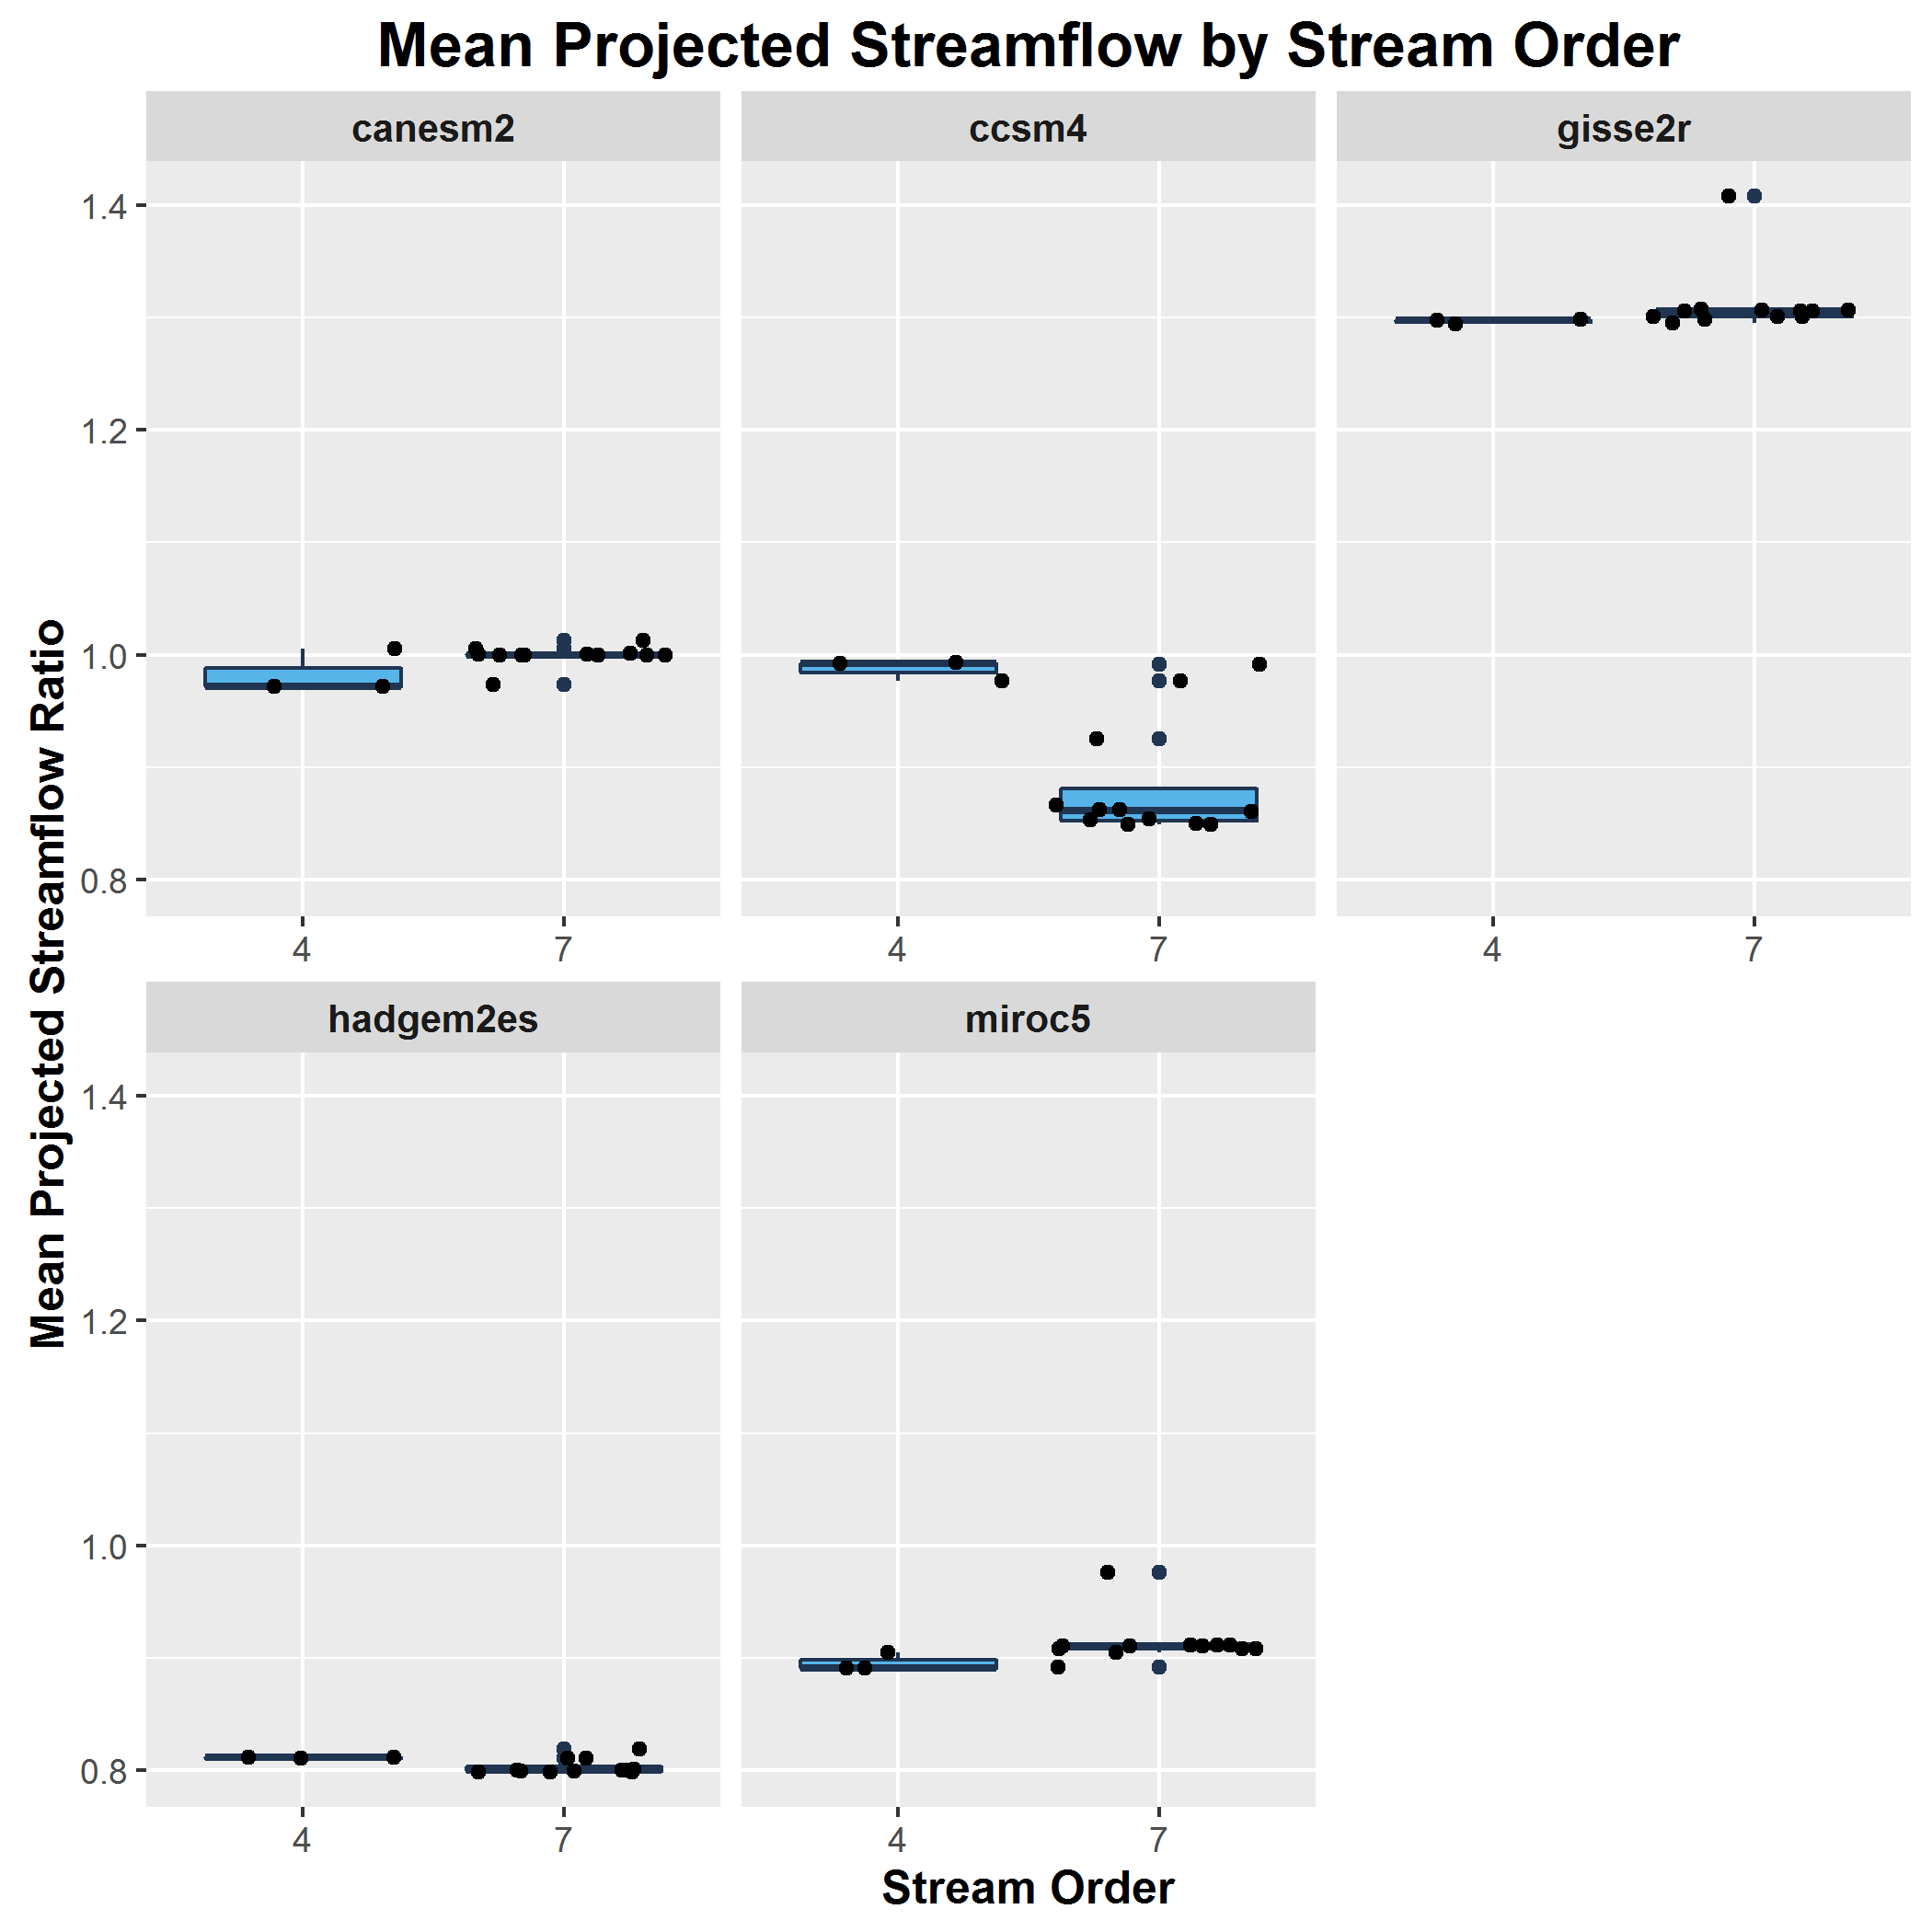 Mean Projected Streamflow by Stream Order
canesm2 ccsm4 gisse2r
1.4
1.2
1.0
0.8
4 7 4 7 4 7
Mean Projected Streamflow Ratio
hadgem2es miroc5
1.4
1.2
1.0
0.8
4 7 4 7
Stream Order